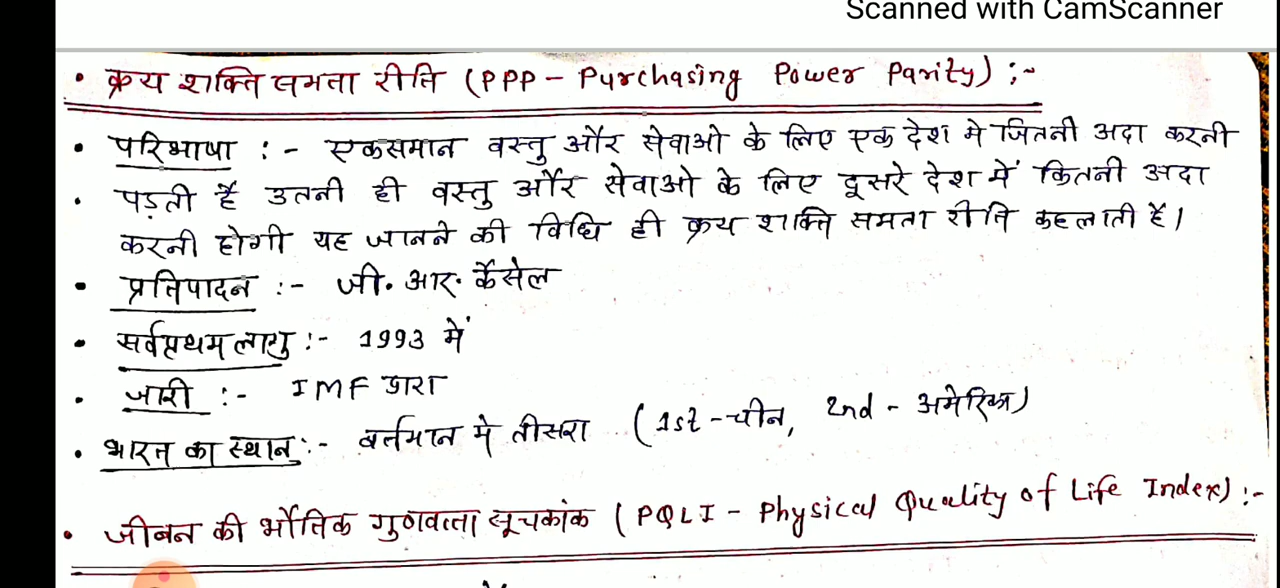 Scanned with CamScanner
• क्रय शक्ति समता रीति (PPP - Purchasing Power Parity) :-
• परिभाषा :- एकसमान वस्तु और सेवाओ के लिए एक देश मे जितनी अदा करनी
• पड़ती है उतनी ही वस्तु और सेवाओ के लिए दूसरे देश में कितनी अदा
करनी होगी यह जानने की विधि ही क्रय शाक्ति समता रीति कहलाती है।
• प्रतिपादन :- जी. आर. कैसेल
• सर्वप्रथम लागु :- 1993 में
• जारी :- IMF द्वारा
• भारत का स्थान :- वर्तमान मे तीसरा (1st - चीन, 2nd - अमेरिका)
• जीवन की भौतिक गुणवत्ता सूचकांक (PQLI - Physical Quality of Life Index) :-